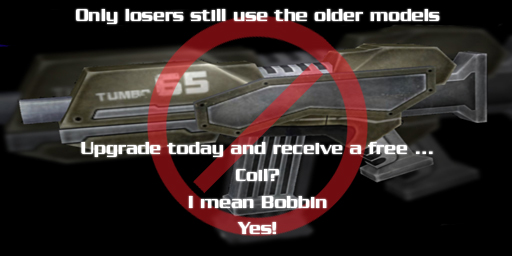 Only losers still use the older models
TUMBO 65
Upgrade today and receive a free ...
Coil?
I mean Bobbin
Yes!